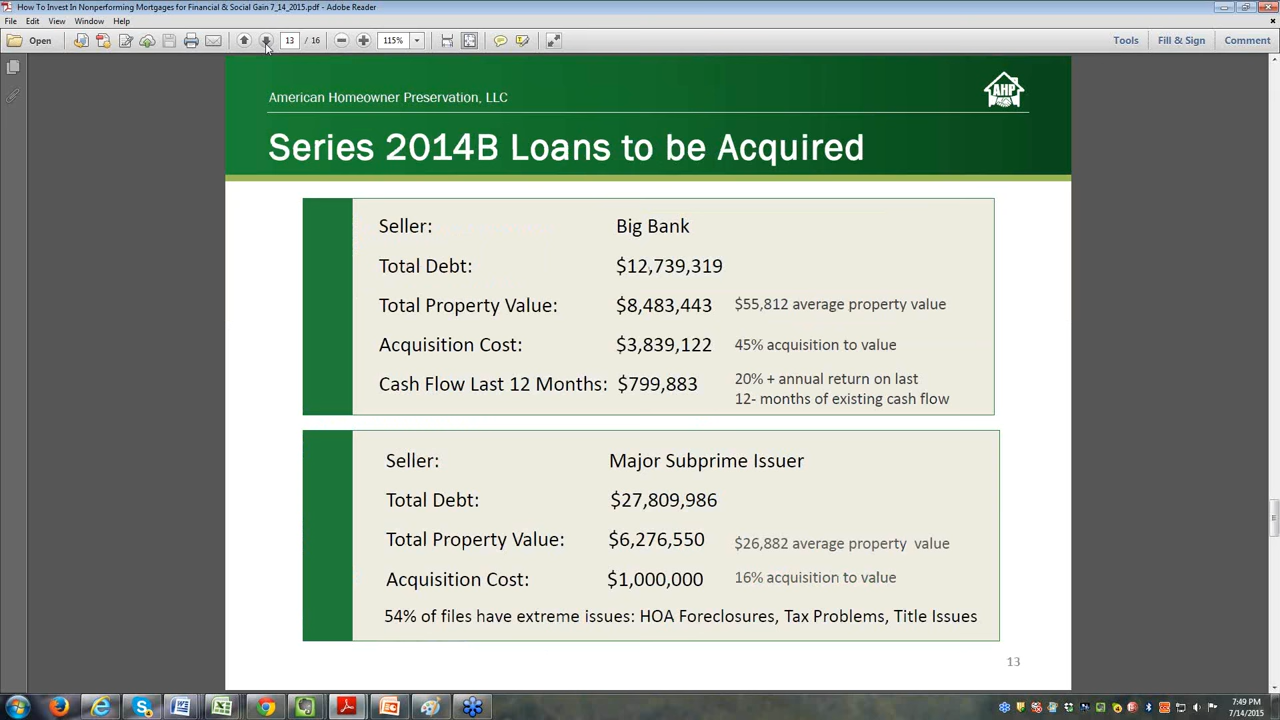 How To Invest In Nonperforming Mortgages for Financial & Social Gain 7_14_2015.pdf - Adobe Reader
File Edit View Window Help
Open 13 / 16 115% Tools Fill & Sign Comment
American Homeowner Preservation, LLC
AHP
Series 2014B Loans to be Acquired
Seller: Big Bank
Total Debt: $12,739,319
Total Property Value: $8,483,443 $55,812 average property value
Acquisition Cost: $3,839,122 45% acquisition to value
Cash Flow Last 12 Months: $799,883 20% + annual return on last
12- months of existing cash flow
Seller: Major Subprime Issuer
Total Debt: $27,809,986
Total Property Value: $6,276,550 $26,882 average property value
Acquisition Cost: $1,000,000 16% acquisition to value
54% of files have extreme issues: HOA Foreclosures, Tax Problems, Title Issues
13
7:49 PM
7/14/2015